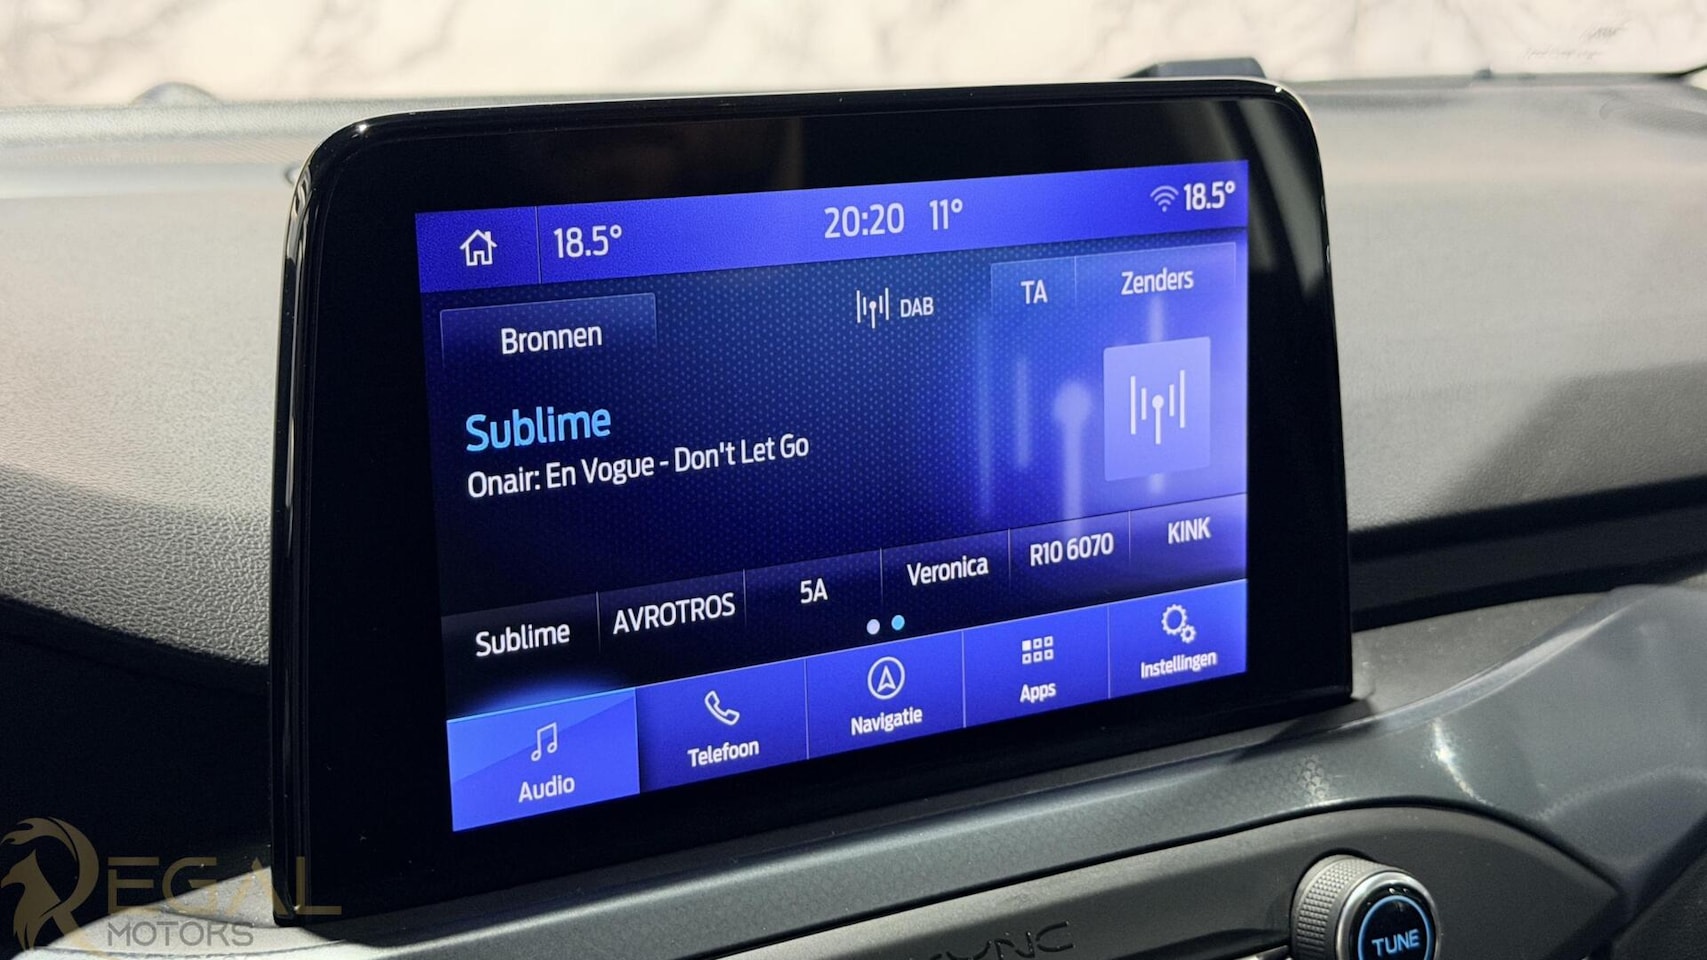 18.5° 20:20 11° 18.5°
Bronnen DAB TA Zenders
Sublime
Onair: En Vogue - Don't Let Go
Sublime AVROTROS 5A Veronica R10 6070 KINK
Audio Telefoon Navigatie Apps Instellingen
SYNC
TUNE
REGAL
MOTORS